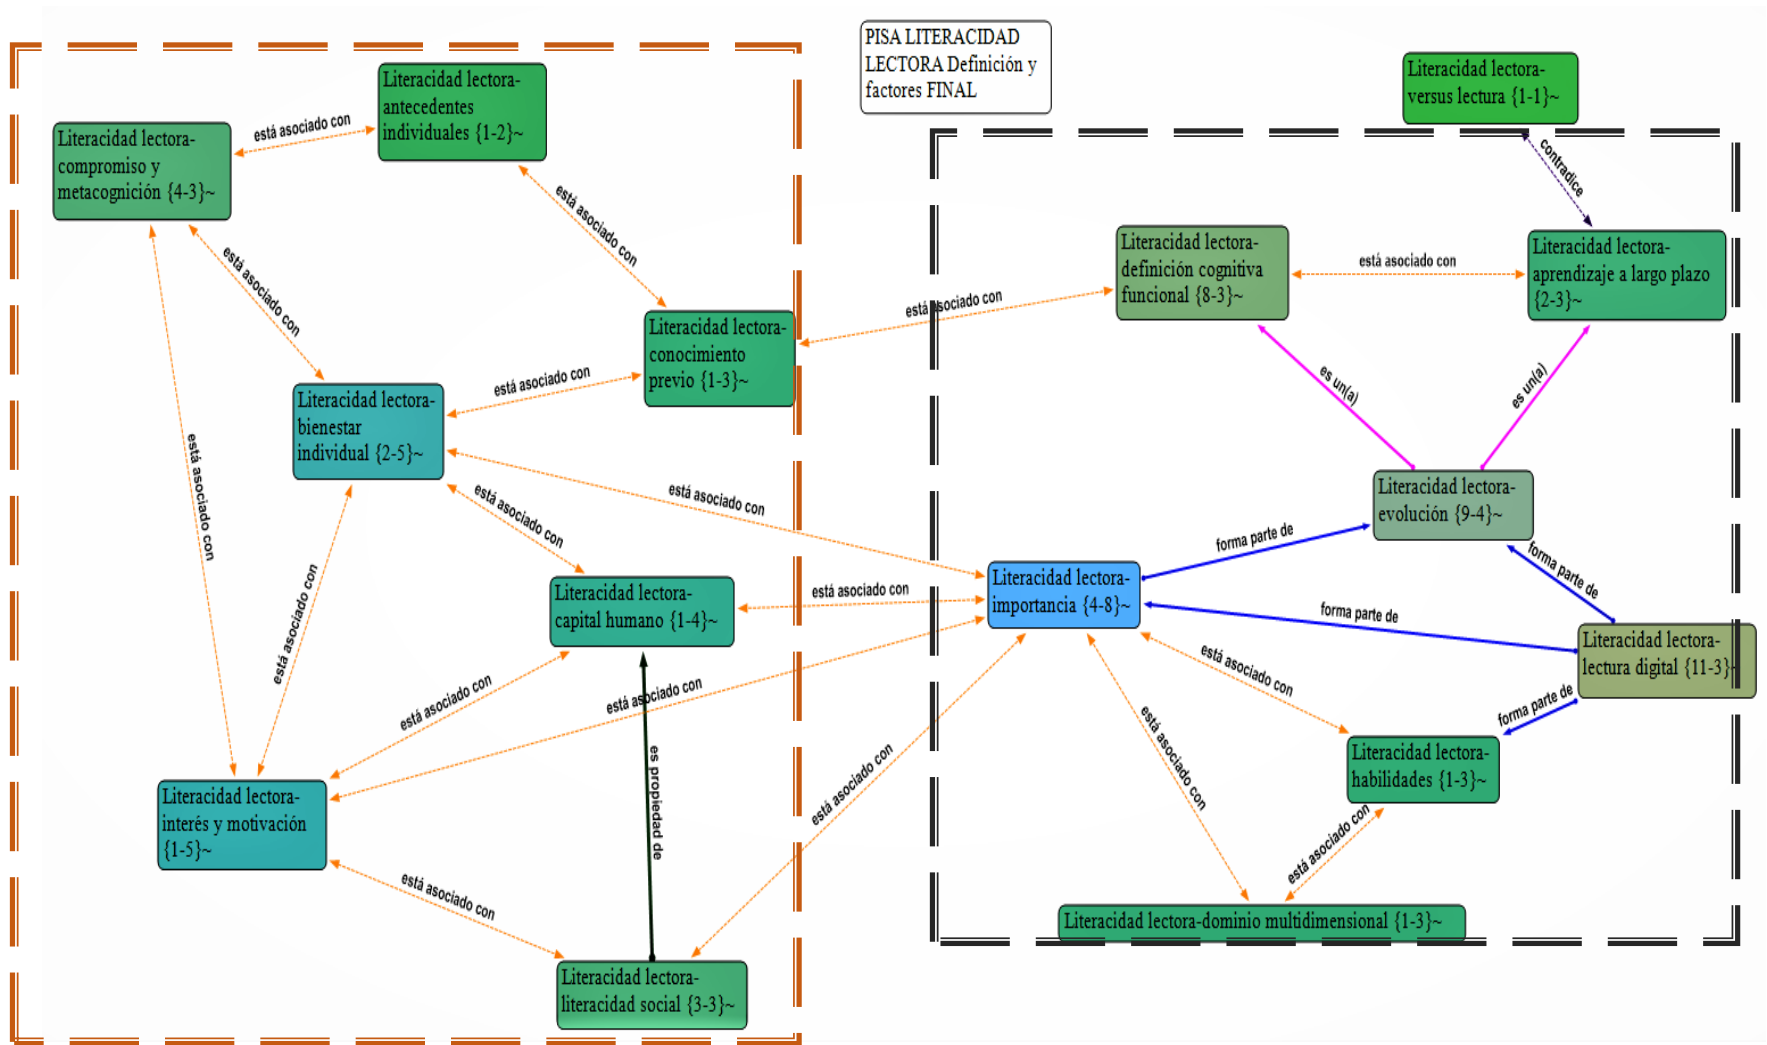 PISA LITERACIDAD
LECTORA Definición y
factores FINAL
Literacidad lectora-
antecedentes
individuales {1-2}~
Literacidad lectora-
compromiso y
metacognición {4-3}~
está asociado con
está asociado con
está asociado con
Literacidad lectora-
conocimiento
previo {1-3}~
está asociado con
Literacidad lectora-
bienestar
individual {2-5}~
está asociado con
está asociado con
está asociado con
está asociado con
está asociado con
Literacidad lectora-
capital humano {1-4}~
está asociado con
está asociado con
está asociado con
es propiedad de
Literacidad lectora-
interés y motivación
{1-5}~
está asociado con
está asociado con
Literacidad lectora-
literacidad social {3-3}~
Literacidad lectora-
versus lectura {1-1}~
contradice
Literacidad lectora-
definición cognitiva
funcional {8-3}~
está asociado con
Literacidad lectora-
aprendizaje a largo plazo
{2-3}~
está asociado con
es un(a)
es un(a)
Literacidad lectora-
evolución {9-4}~
forma parte de
forma parte de
Literacidad lectora-
importancia {4-8}~
forma parte de
Literacidad lectora-
lectura digital {11-3}~
está asociado con
forma parte de
está asociado con
Literacidad lectora-
habilidades {1-3}~
está asociado con
Literacidad lectora-dominio multidimensional {1-3}~